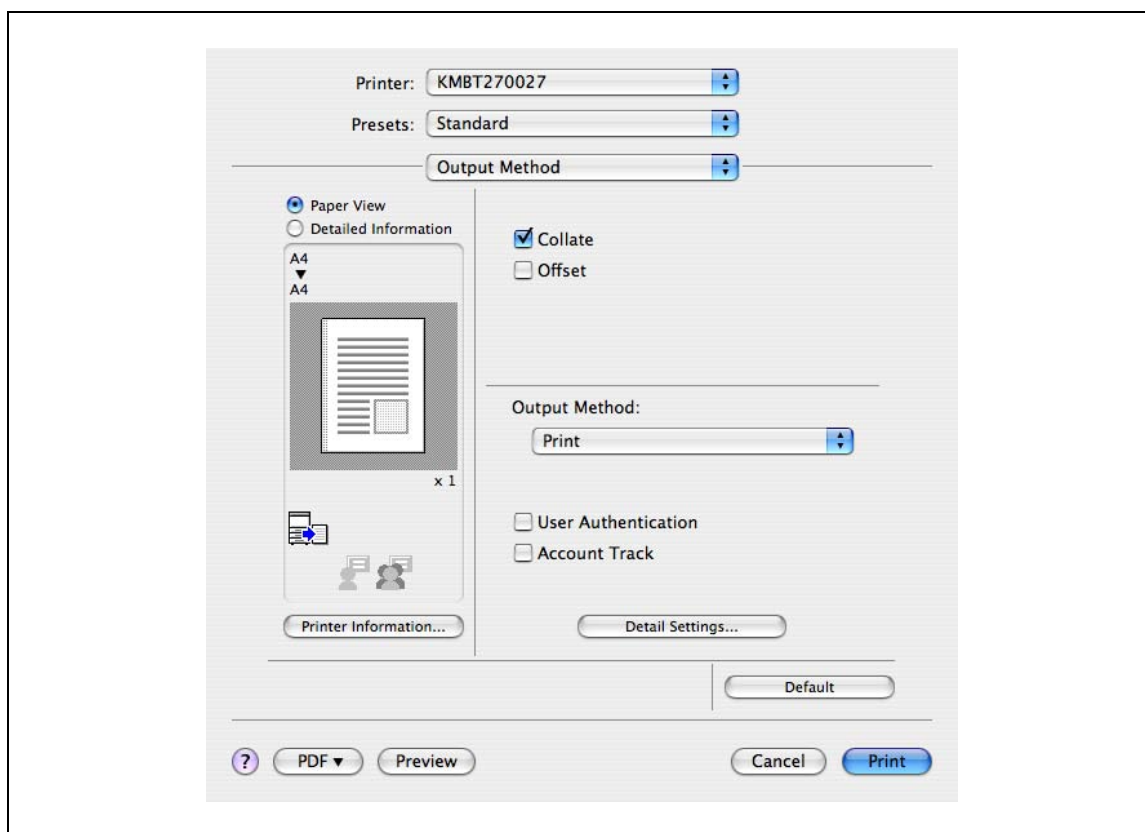 Printer: KMBT270027
Presets: Standard
Output Method
Paper View
Detailed Information
A4
A4
x 1
Printer Information...
Collate
Offset
Output Method:
Print
User Authentication
Account Track
Detail Settings...
Default
? PDF Preview Cancel Print